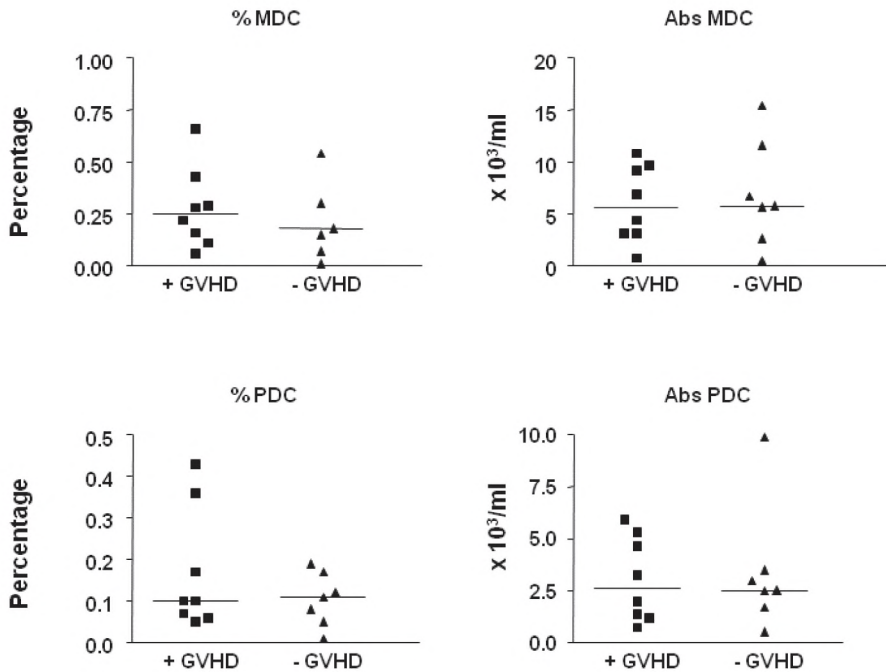 % MDC
Abs MDC
1.00
0.75
0.50
0.25
0.00
Percentage
+ GVHD
- GVHD
20
15
10
5
0
x 10³/ml
+ GVHD
- GVHD
% PDC
Abs PDC
0.5
0.4
0.3
0.2
0.1
0.0
Percentage
+ GVHD
- GVHD
10.0
7.5
5.0
2.5
0.0
x 10³/ml
+ GVHD
- GVHD